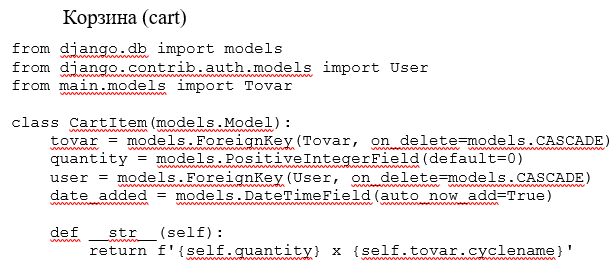 Корзина (cart)
from django.db import models
from django.contrib.auth.models import User
from main.models import Tovar
class CartItem(models.Model):
    tovar = models.ForeignKey(Tovar, on_delete=models.CASCADE)
    quantity = models.PositiveIntegerField(default=0)
    user = models.ForeignKey(User, on_delete=models.CASCADE)
    date_added = models.DateTimeField(auto_now_add=True)
    def __str__(self):
        return f'{self.quantity} x {self.tovar.cyclename}'